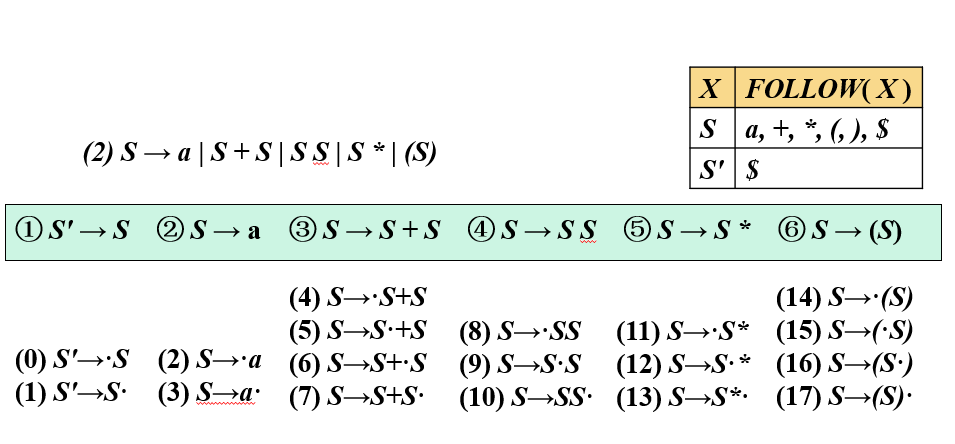 X FOLLOW( X )
S a, +, *, (, ), $
(2) S → a | S + S | S S | S * | (S)
S' $
① S' → S ② S → a ③ S → S + S ④ S → S S ⑤ S → S * ⑥ S → (S)
(4) S→·S+S (14) S→·(S)
(5) S→S·+S (8) S→·SS (11) S→·S* (15) S→(·S)
(0) S'→·S (2) S→·a (6) S→S+·S (9) S→S·S (12) S→S·* (16) S→(S·)
(1) S'→S· (3) S→a· (7) S→S+S· (10) S→SS· (13) S→S*· (17) S→(S)·